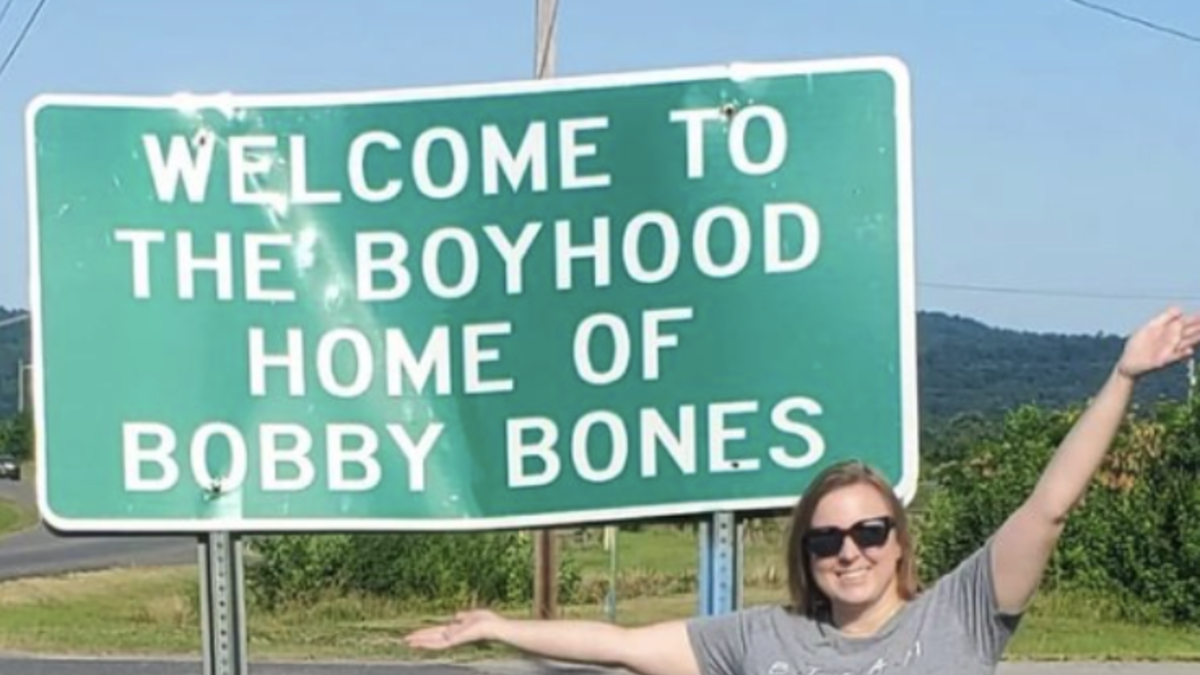 WELCOME TO
THE BOYHOOD
HOME OF
BOBBY BONES